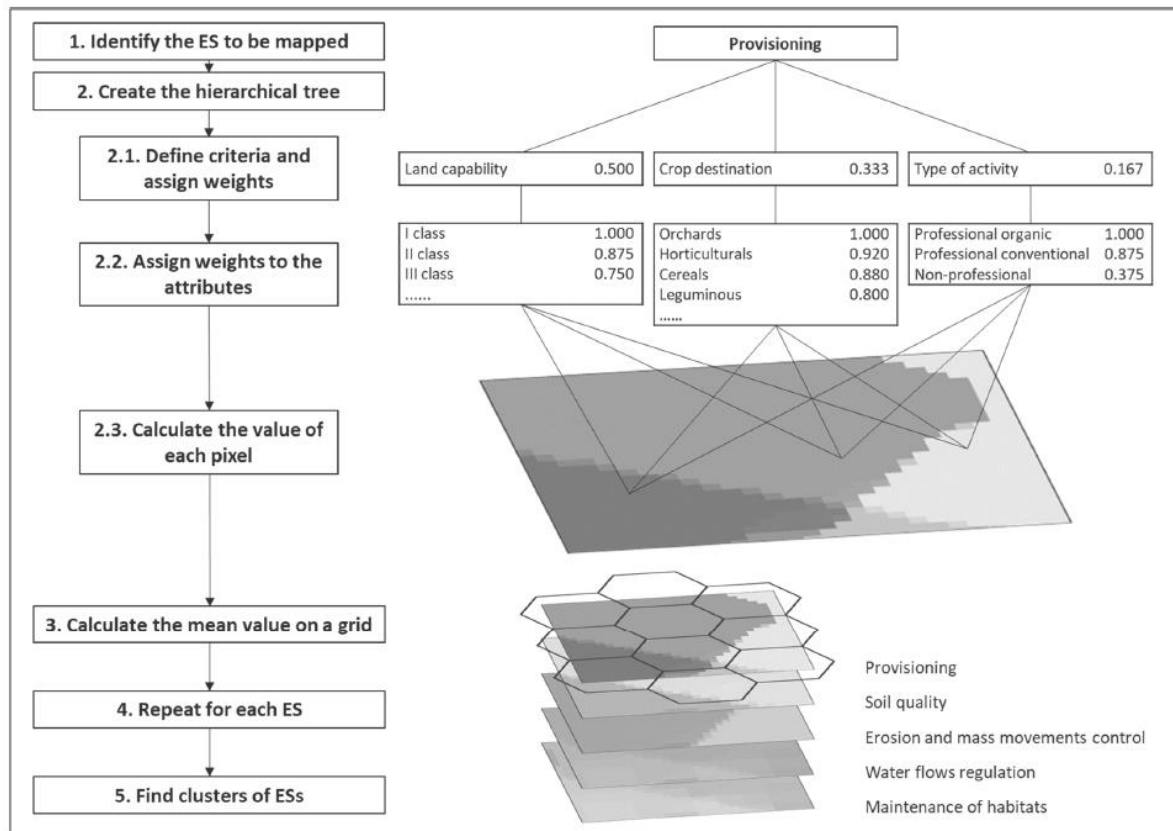 1. Identify the ES to be mapped
2. Create the hierarchical tree
2.1. Define criteria and
assign weights
2.2. Assign weights to the
attributes
2.3. Calculate the value of
each pixel
3. Calculate the mean value on a grid
4. Repeat for each ES
5. Find clusters of ESs
Provisioning
Land capability 0.500
Crop destination 0.333
Type of activity 0.167
I class 1.000
II class 0.875
III class 0.750
......
Orchards 1.000
Horticulturals 0.920
Cereals 0.880
Leguminous 0.800
......
Professional organic 1.000
Professional conventional 0.875
Non-professional 0.375
Provisioning
Soil quality
Erosion and mass movements control
Water flows regulation
Maintenance of habitats